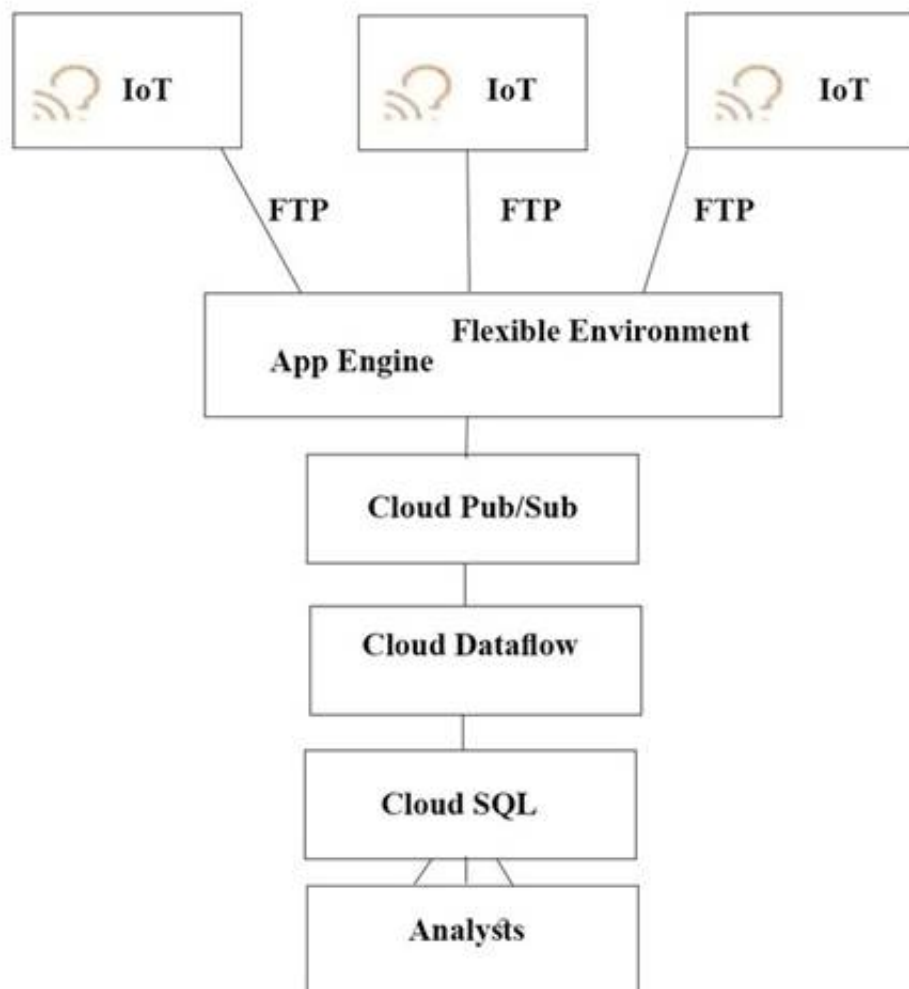 IoT
IoT
IoT
FTP
FTP
FTP
Flexible Environment
App Engine
Cloud Pub/Sub
Cloud Dataflow
Cloud SQL
Analysts